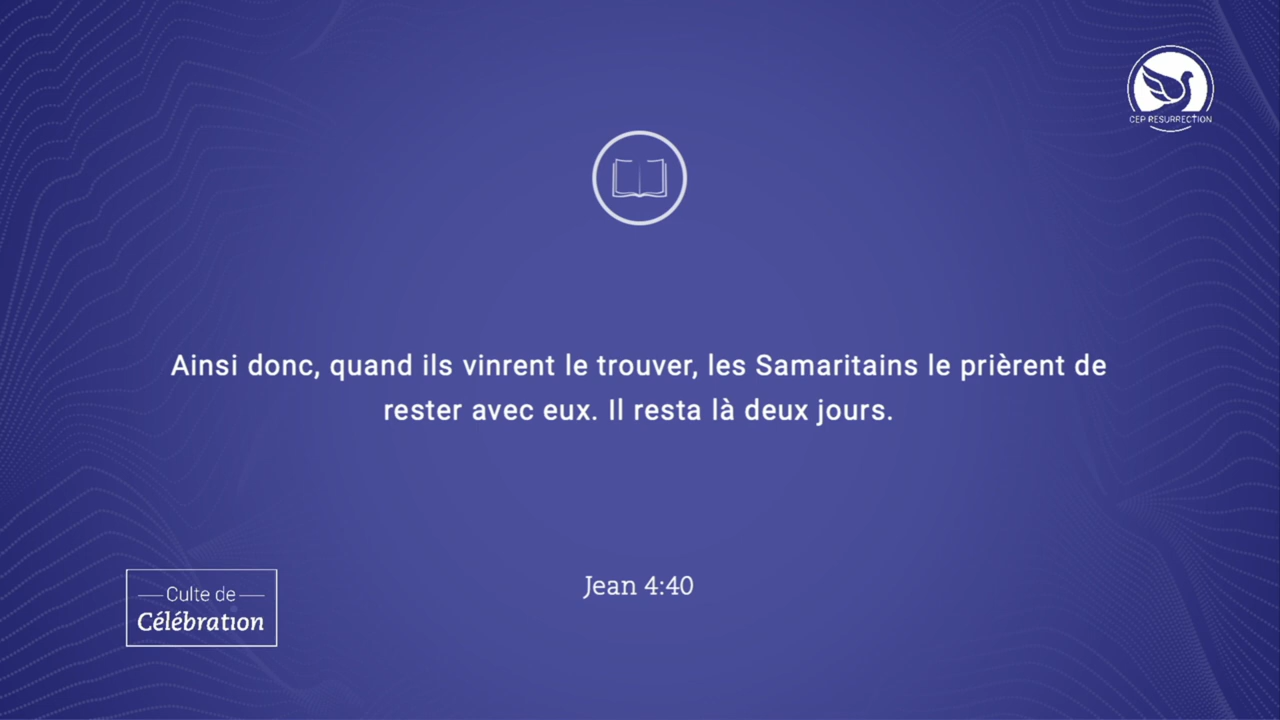 CEP RESURRECTION
Ainsi donc, quand ils vinrent le trouver, les Samaritains le prièrent de
rester avec eux. Il resta là deux jours.
Jean 4:40
Culte de
Célébration